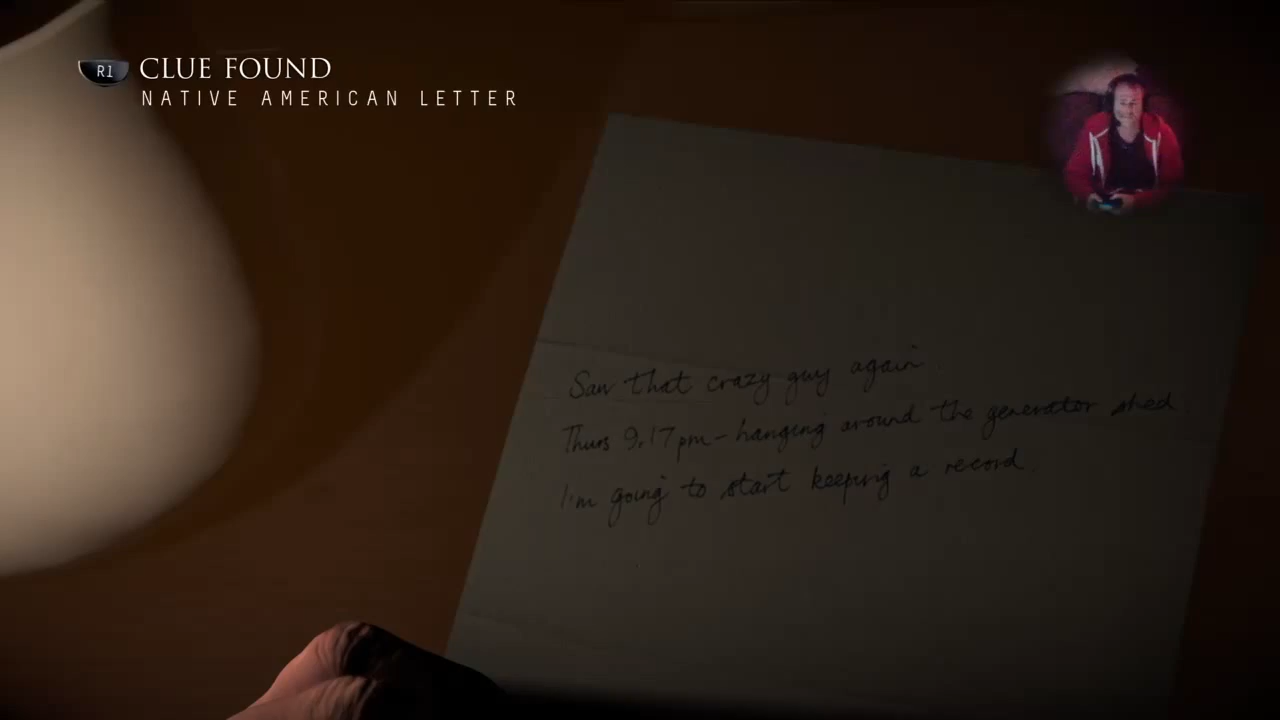 R1 CLUE FOUND
NATIVE AMERICAN LETTER
Saw that crazy guy again.
Thurs 9.17pm - hanging around the generator shed
I'm going to start keeping a record.